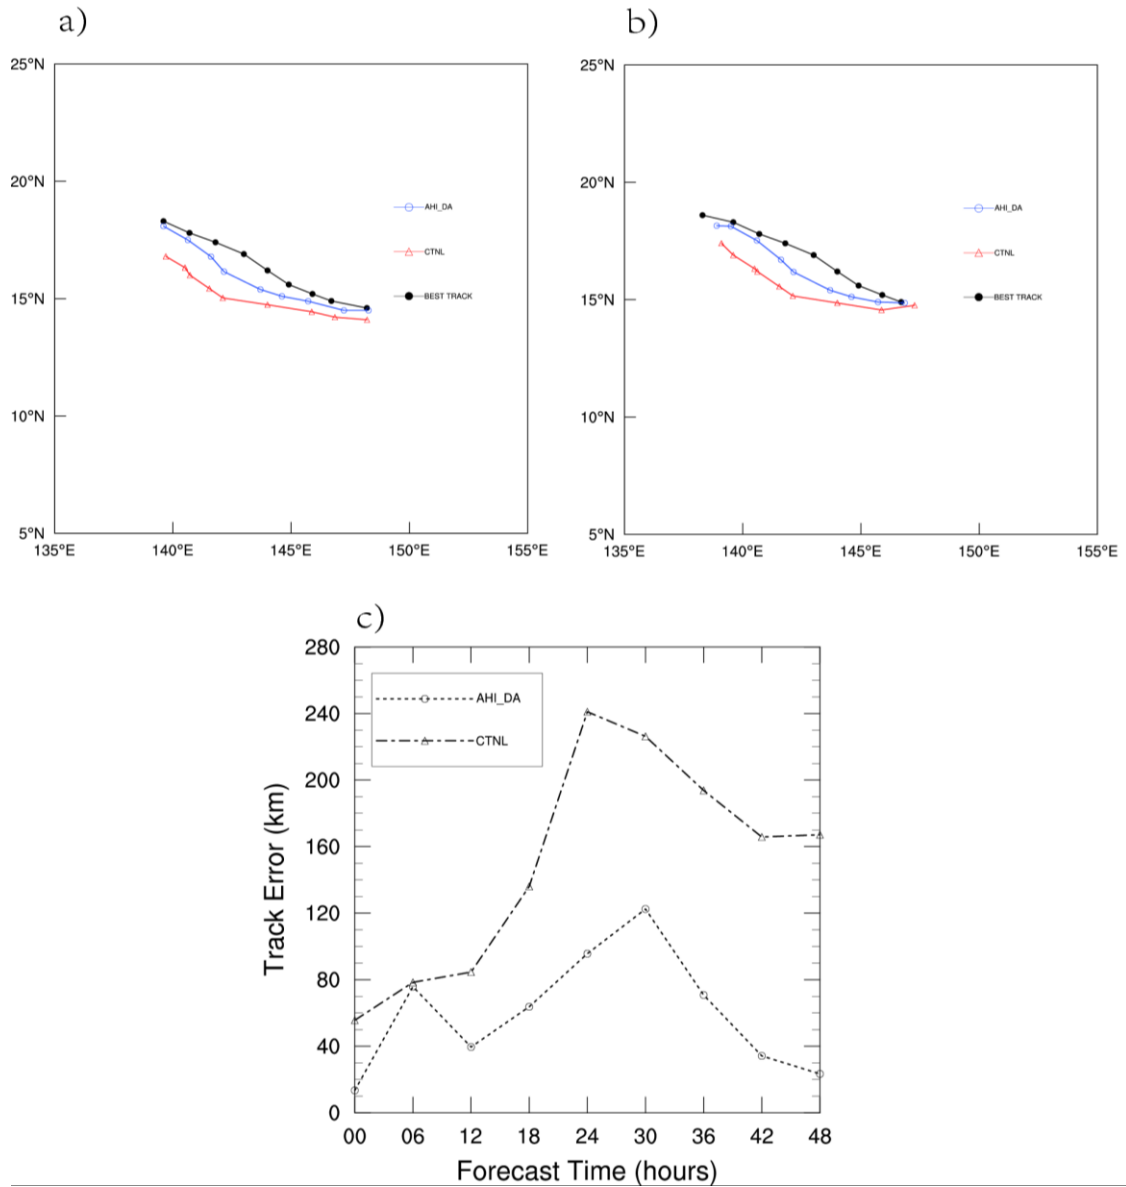 a)
25°N
20°N
15°N
10°N
5°N
135°E 140°E 145°E 150°E 155°E
AHI_DA
CTNL
BEST TRACK
b)
25°N
20°N
15°N
10°N
5°N
135°E 140°E 145°E 150°E 155°E
AHI_DA
CTNL
BEST TRACK
c)
280
240
200
160
120
80
40
0
Track Error (km)
AHI_DA
CTNL
00 06 12 18 24 30 36 42 48
Forecast Time (hours)